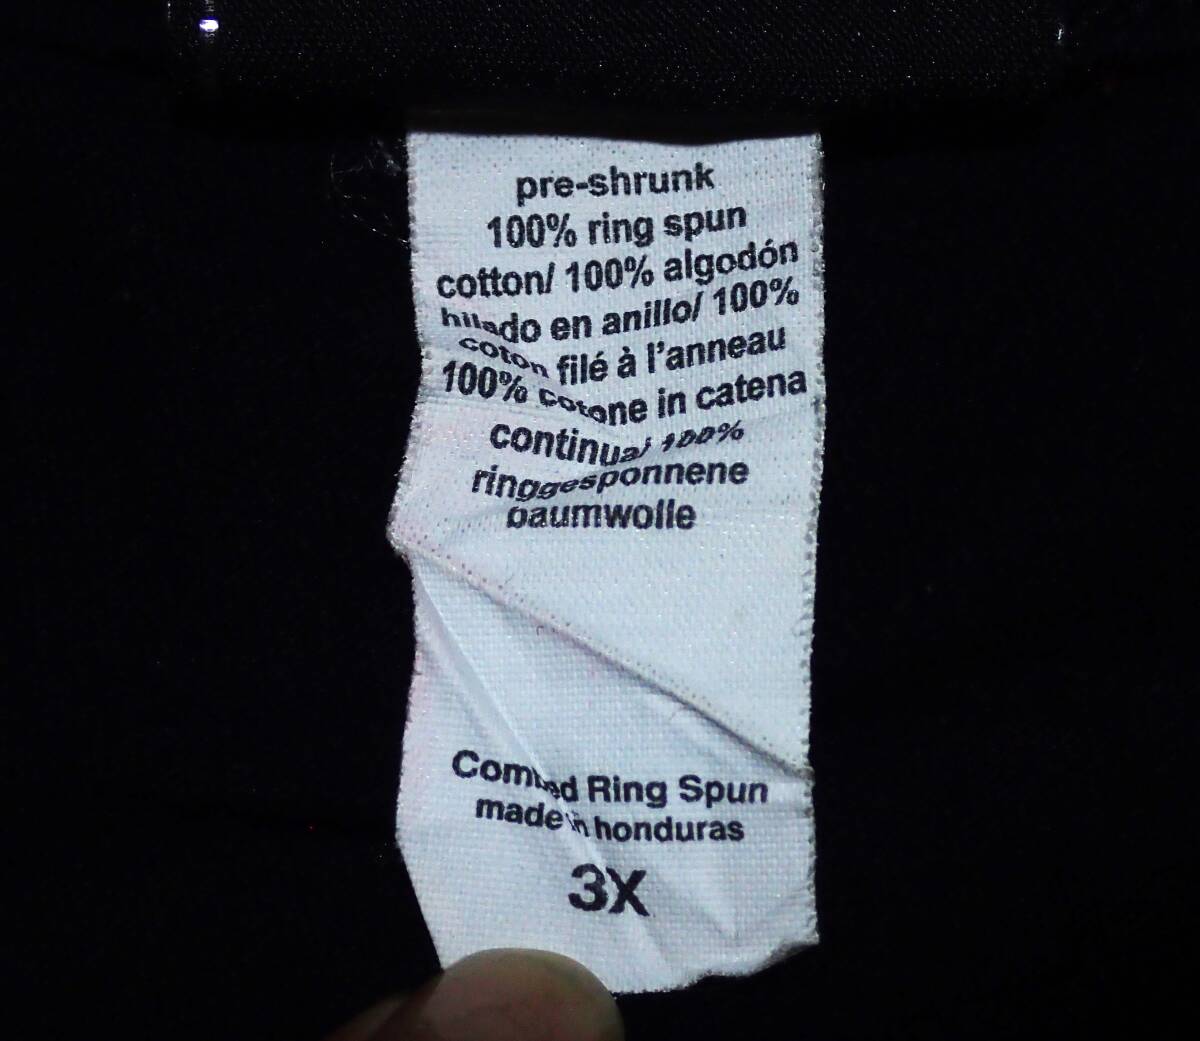 pre-shrunk
100% ring spun
cotton/ 100% algodón
hilado en anillo/ 100%
coton filé à l'anneau
100% cotone in catena
continua/ 100%
ringgesponnene
baumwolle
Combed Ring Spun
made in honduras
3X